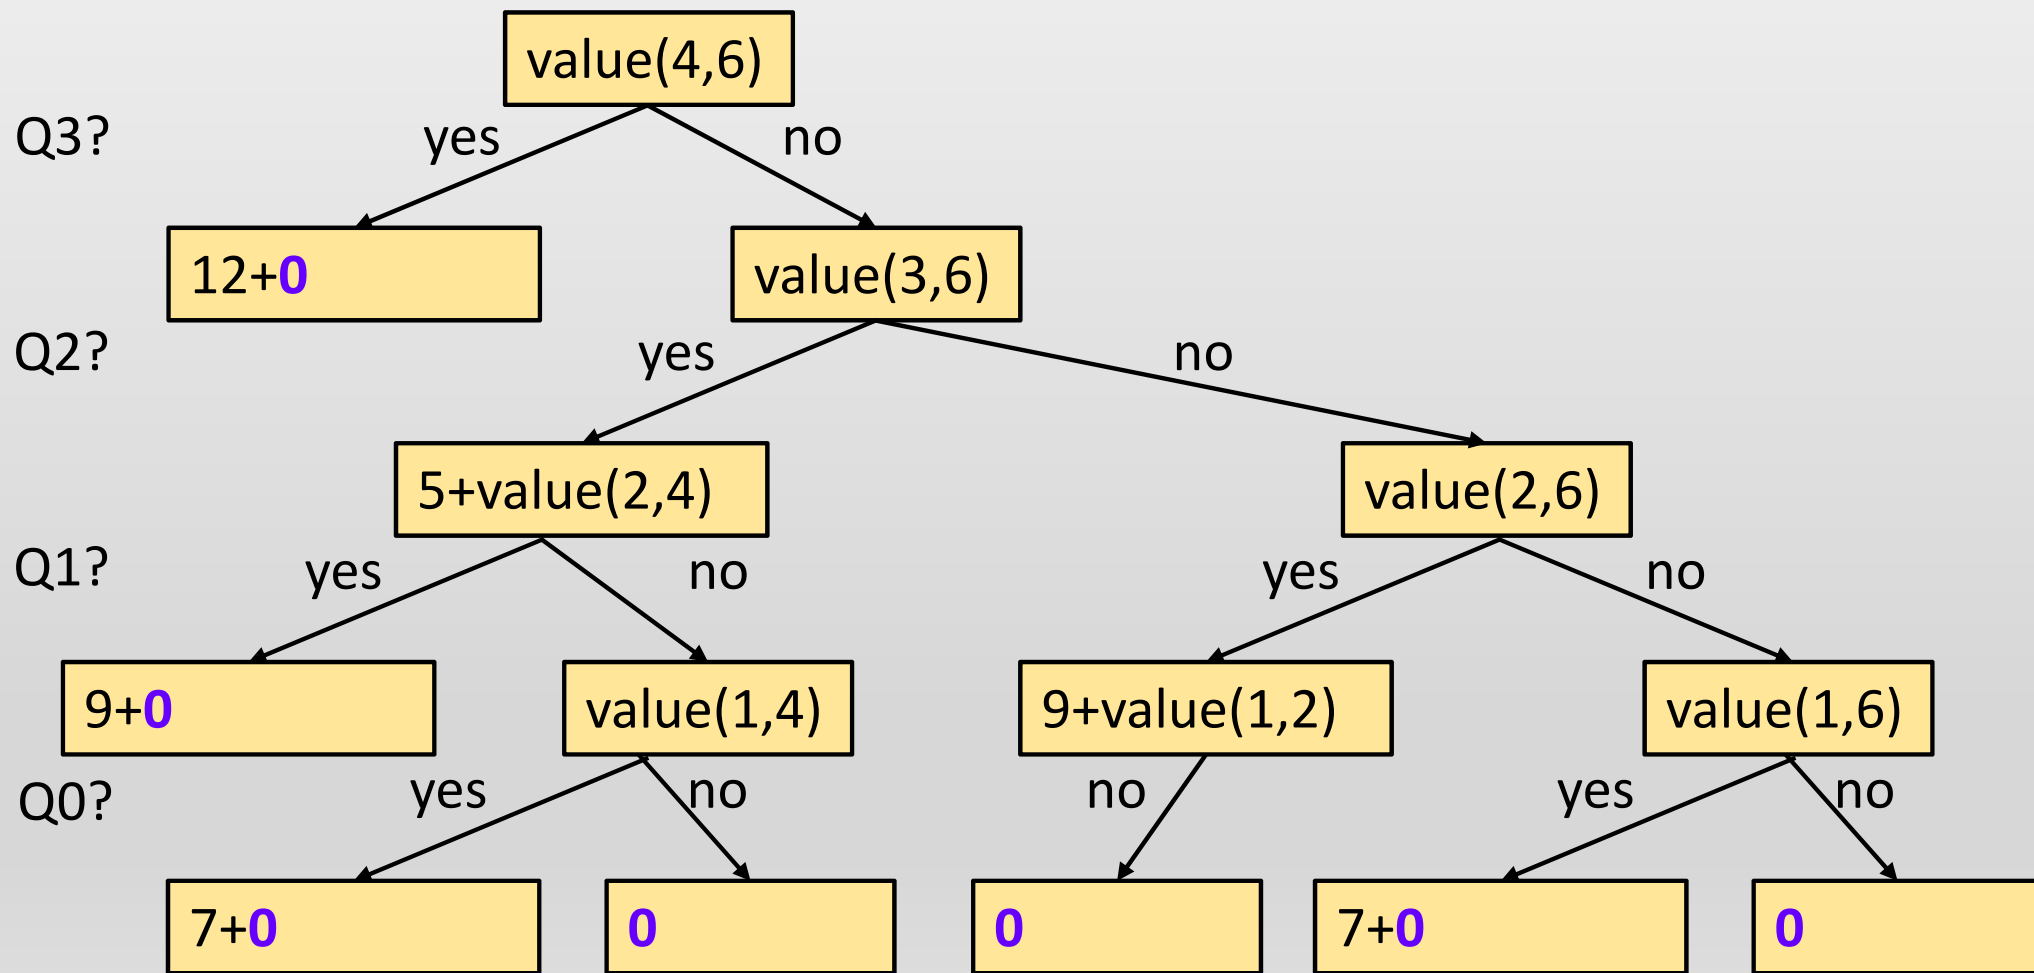 value(4,6)
Q3?
yes
no
12+0
value(3,6)
Q2?
yes
no
5+value(2,4)
value(2,6)
Q1?
yes
no
yes
no
9+0
value(1,4)
9+value(1,2)
value(1,6)
Q0?
yes
no
no
yes
no
7+0
0
0
7+0
0